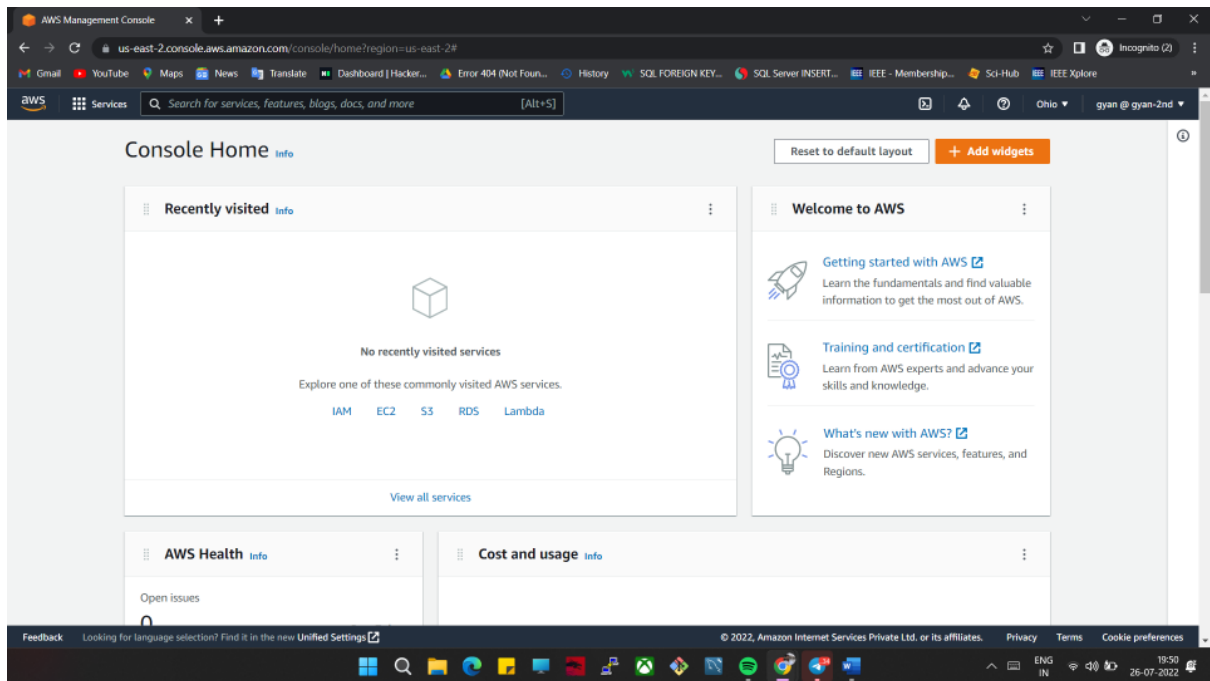 AWS Management Console
us-east-2.console.aws.amazon.com/console/home?region=us-east-2#
Incognito (2)
Gmail YouTube Maps News Translate Dashboard | Hacker... Error 404 (Not Foun... History SQL FOREIGN KEY... SQL Server INSERT... IEEE - Membership... Sci-Hub IEEE Xplore »
aws Services Search for services, features, blogs, docs, and more [Alt+S] Ohio ▼ gyan @ gyan-2nd ▼
Console Home Info
Reset to default layout
+ Add widgets
Recently visited Info
No recently visited services
Explore one of these commonly visited AWS services.
IAM EC2 S3 RDS Lambda
View all services
Welcome to AWS
Getting started with AWS
Learn the fundamentals and find valuable
information to get the most out of AWS.
Training and certification
Learn from AWS experts and advance your
skills and knowledge.
What's new with AWS?
Discover new AWS services, features, and
Regions.
AWS Health Info
Open issues
0
Cost and usage Info
Feedback Looking for language selection? Find it in the new Unified Settings © 2022, Amazon Internet Services Private Ltd. or its affiliates. Privacy Terms Cookie preferences
ENG
IN
19:50
26-07-2022